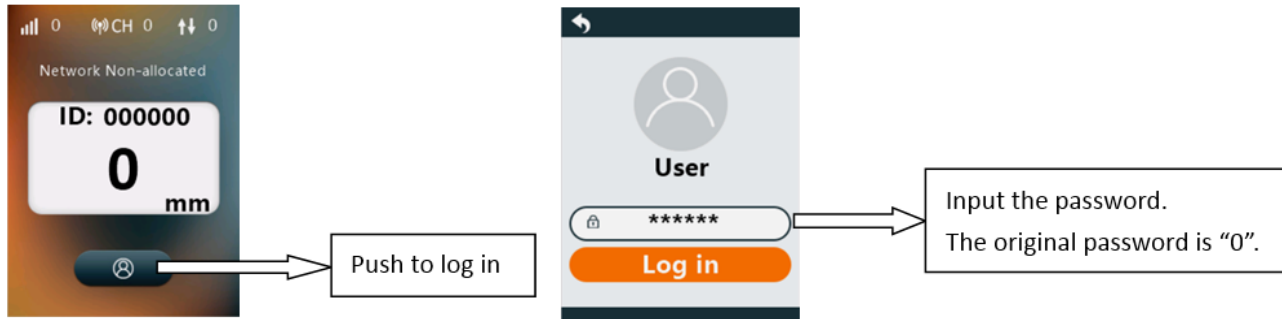 0 CH 0 0
Network Non-allocated
ID: 000000
0
mm
Push to log in
User
******
Log in
Input the password.
The original password is “0”.